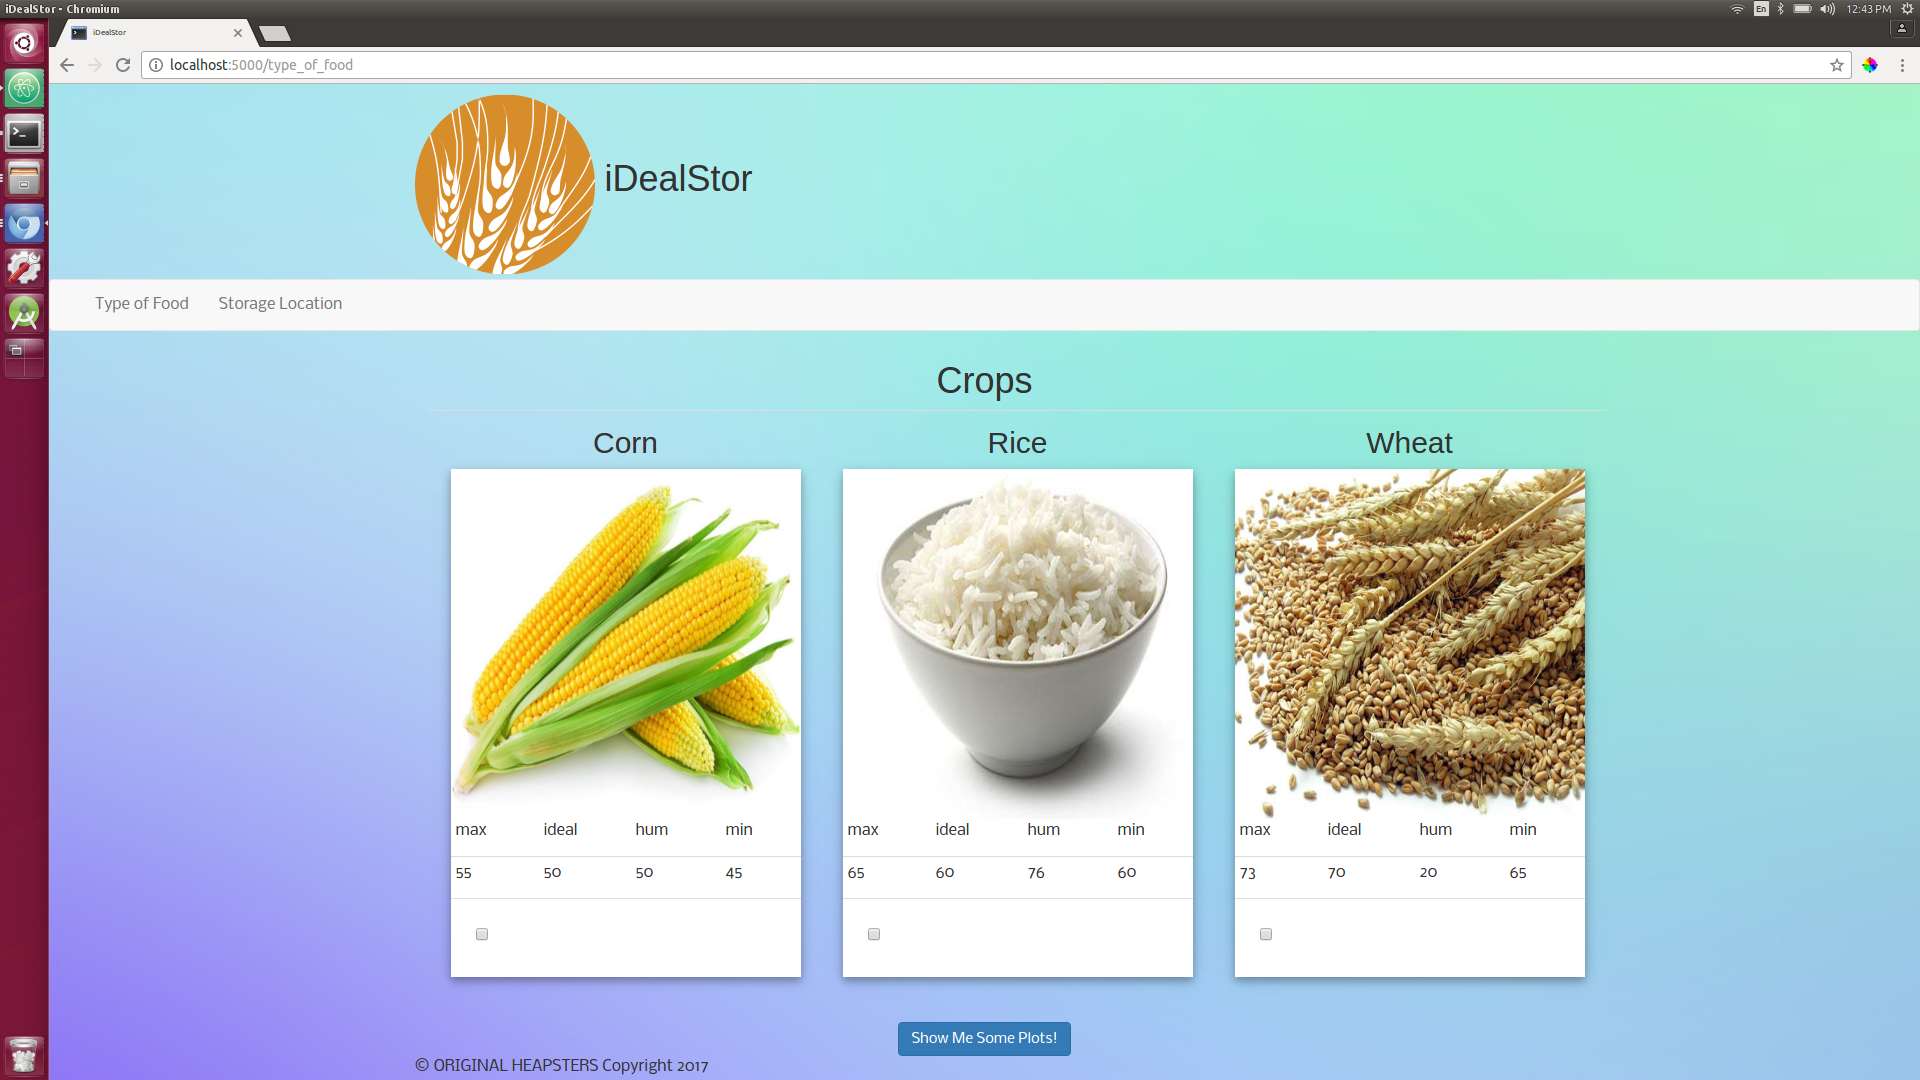 iDealStor - Chromium
En
12:43 PM
iDealStor
localhost:5000/type_of_food
iDealStor
Type of Food Storage Location
Crops
Corn Rice Wheat
max ideal hum min max ideal hum min max ideal hum min
55 50 50 45 65 60 76 60 73 70 20 65
Show Me Some Plots!
© ORIGINAL HEAPSTERS Copyright 2017